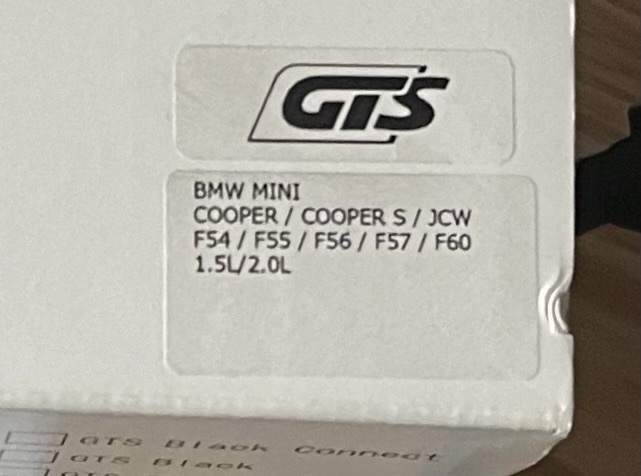 GTS
BMW MINI
COOPER / COOPER S / JCW
F54 / F55 / F56 / F57 / F60
1.5L/2.0L
GTS Black Connect
GTS Black
GTS